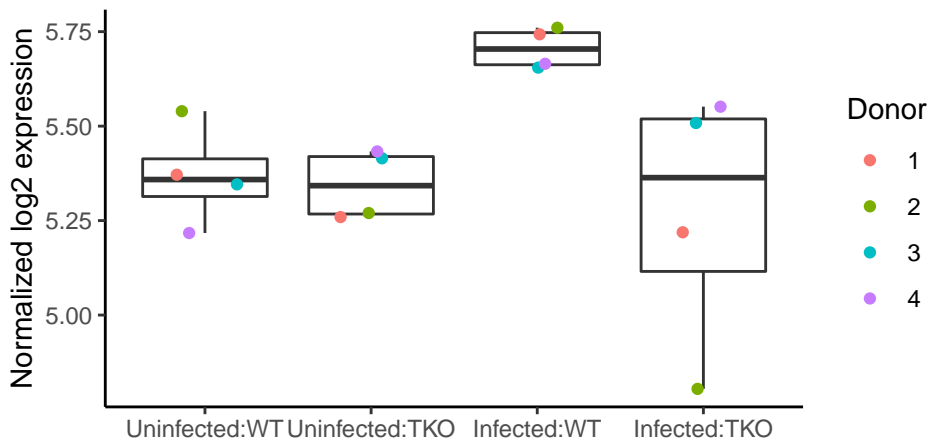 Normalized log2 expression
5.75
5.50
5.25
5.00
Uninfected:WT
Uninfected:TKO
Infected:WT
Infected:TKO
Donor
1
2
3
4